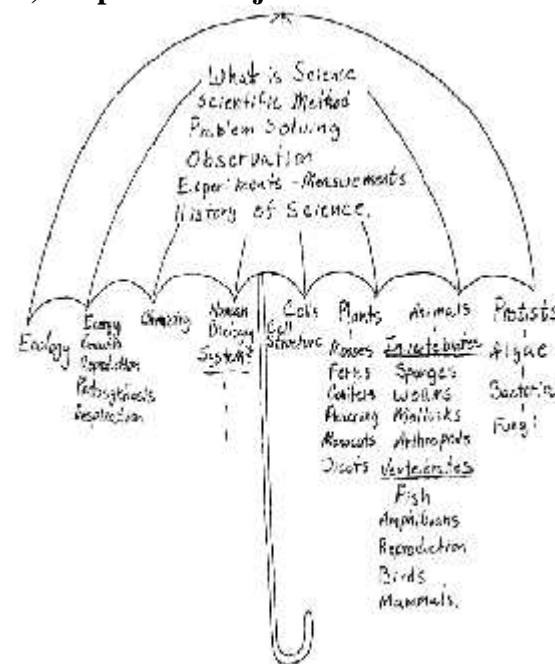 What is Science
Scientific Method
Problem Solving
Observation
Experiments - Measurements
History of Science.
Ecology
Energy
Growth
Reproduction
Photosynthesis
Respiration
Chemistry
Human
Biology
Systems
Cells
Cell
Structure
Plants
Mosses
Ferns
Conifers
Flowering
Monocots
Dicots
Animals
Invertebrates
Sponges
Worms
Mollusks
Arthropods
Vertebrates
Fish
Amphibians
Reproduction
Birds
Mammals.
Protists
Algae
Bacteria
Fungi